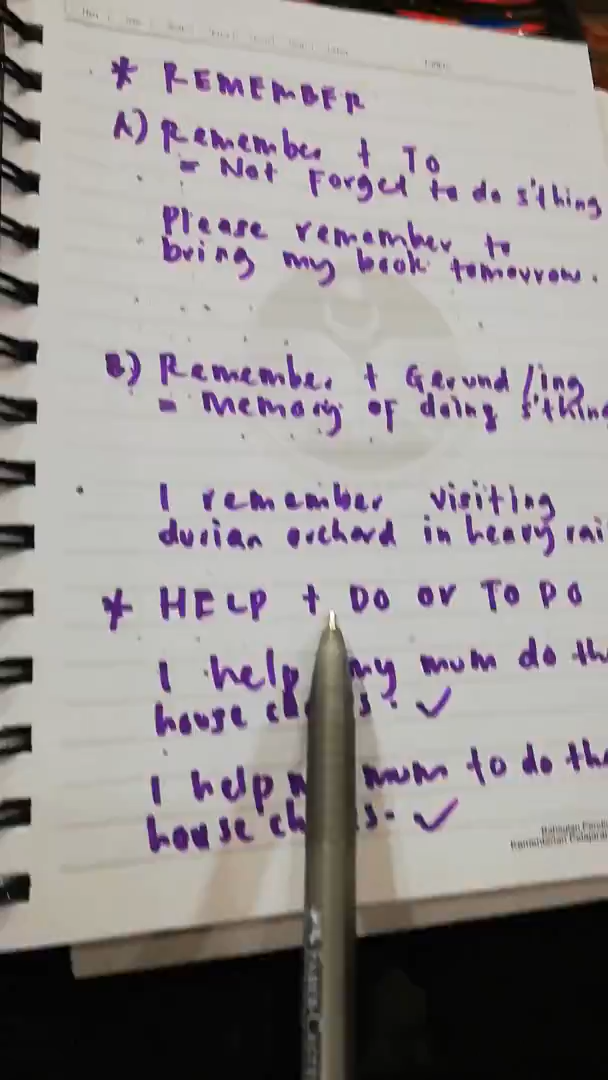 * REMEMBER
A) Remember + To
= Not Forget to do s'thing
Please remember to
bring my book tomorrow.
B) Remember + Gerund /ing
= memory of doing s'thing
I remember visiting
durian orchard in heavy rai
* HELP + DO or TO DO
I help my mum do th
house
I help mum to do the
house